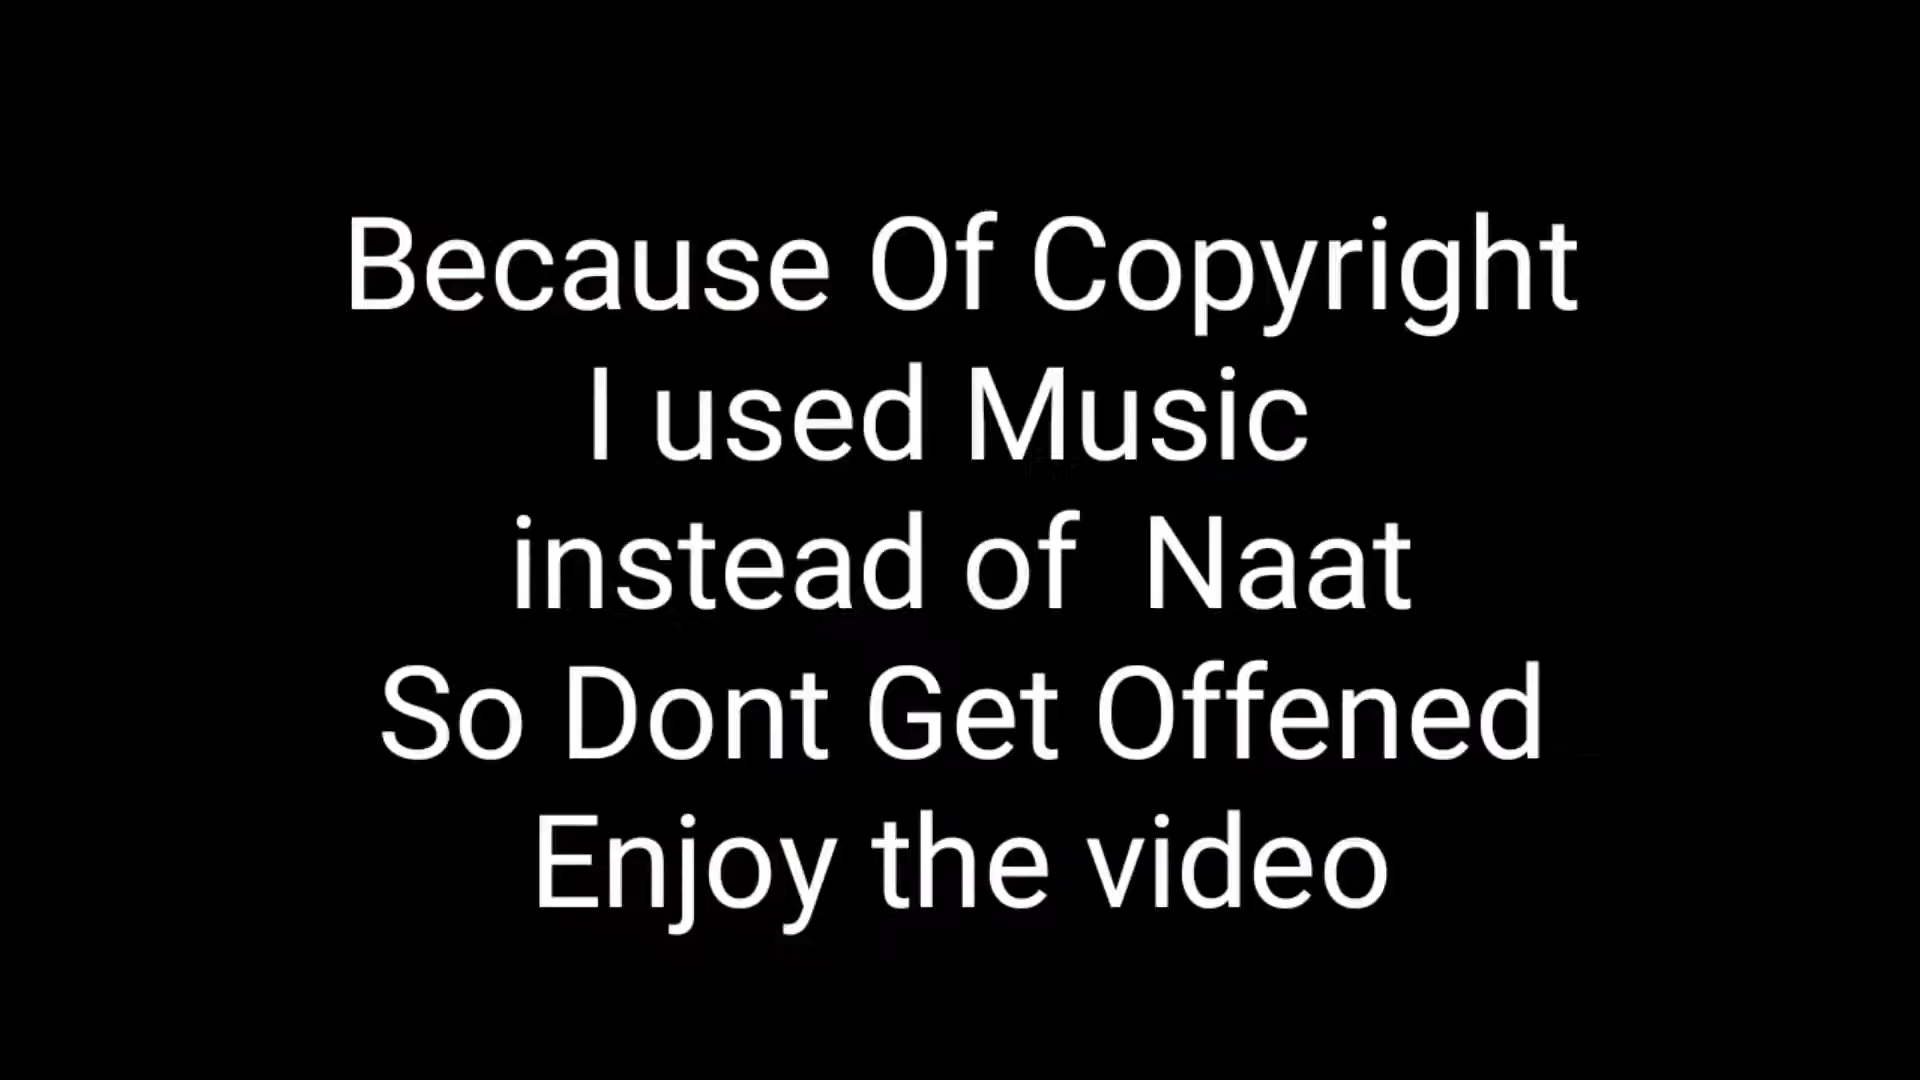 Because Of Copyright
I used Music
instead of  Naat
So Dont Get Offened
Enjoy the video